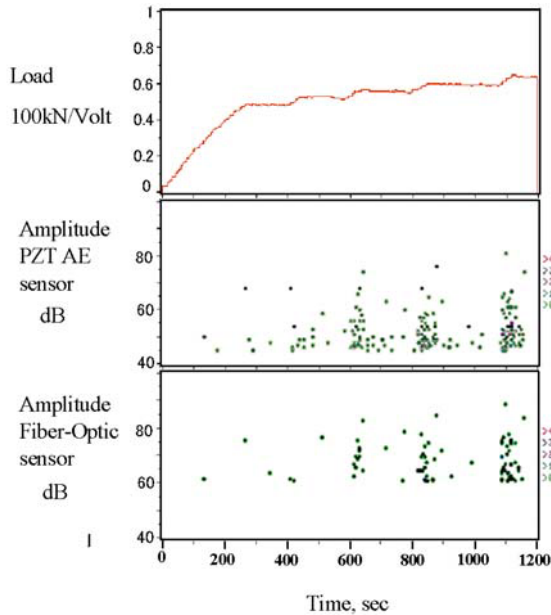 1
Load
0.8
0.6
100kN/Volt
0.4
0.2
0
Amplitude
PZT AE
sensor
dB
80
60
50
40
Amplitude
Fiber-Optic
sensor
dB
80
60
40
0
200
400
600
800
1000
1200
Time, sec